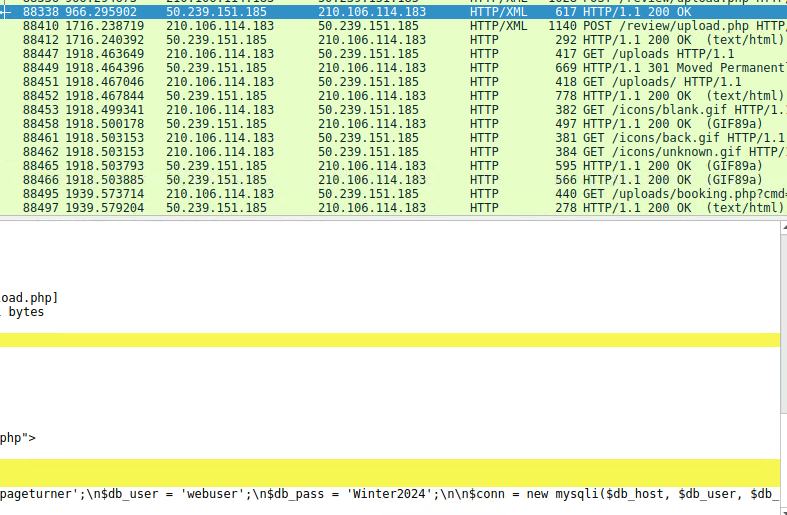 88338 966.295902 50.239.151.185 210.106.114.183 HTTP/XML 617 HTTP/1.1 200 OK
88410 1716.238719 210.106.114.183 50.239.151.185 HTTP/XML 1140 POST /review/upload.php HTTP/
88412 1716.240392 50.239.151.185 210.106.114.183 HTTP 292 HTTP/1.1 200 OK (text/html)
88447 1918.463649 210.106.114.183 50.239.151.185 HTTP 417 GET /uploads HTTP/1.1
88449 1918.464396 50.239.151.185 210.106.114.183 HTTP 669 HTTP/1.1 301 Moved Permanentl
88451 1918.467046 210.106.114.183 50.239.151.185 HTTP 418 GET /uploads/ HTTP/1.1
88452 1918.467844 50.239.151.185 210.106.114.183 HTTP 778 HTTP/1.1 200 OK (text/html)
88453 1918.499341 210.106.114.183 50.239.151.185 HTTP 382 GET /icons/blank.gif HTTP/1.
88458 1918.500178 50.239.151.185 210.106.114.183 HTTP 497 HTTP/1.1 200 OK (GIF89a)
88461 1918.503153 210.106.114.183 50.239.151.185 HTTP 381 GET /icons/back.gif HTTP/1.1
88462 1918.503153 210.106.114.183 50.239.151.185 HTTP 384 GET /icons/unknown.gif HTTP/
88465 1918.503793 50.239.151.185 210.106.114.183 HTTP 595 HTTP/1.1 200 OK (GIF89a)
88466 1918.503885 50.239.151.185 210.106.114.183 HTTP 566 HTTP/1.1 200 OK (GIF89a)
88495 1939.573714 210.106.114.183 50.239.151.185 HTTP 440 GET /uploads/booking.php?cmd=
88497 1939.579204 50.239.151.185 210.106.114.183 HTTP 278 HTTP/1.1 200 OK (text/html)
oad.php]
bytes
php">
pageturner';\n$db_user = 'webuser';\n$db_pass = 'Winter2024';\n\n$conn = new mysqli($db_host, $db_user, $db_